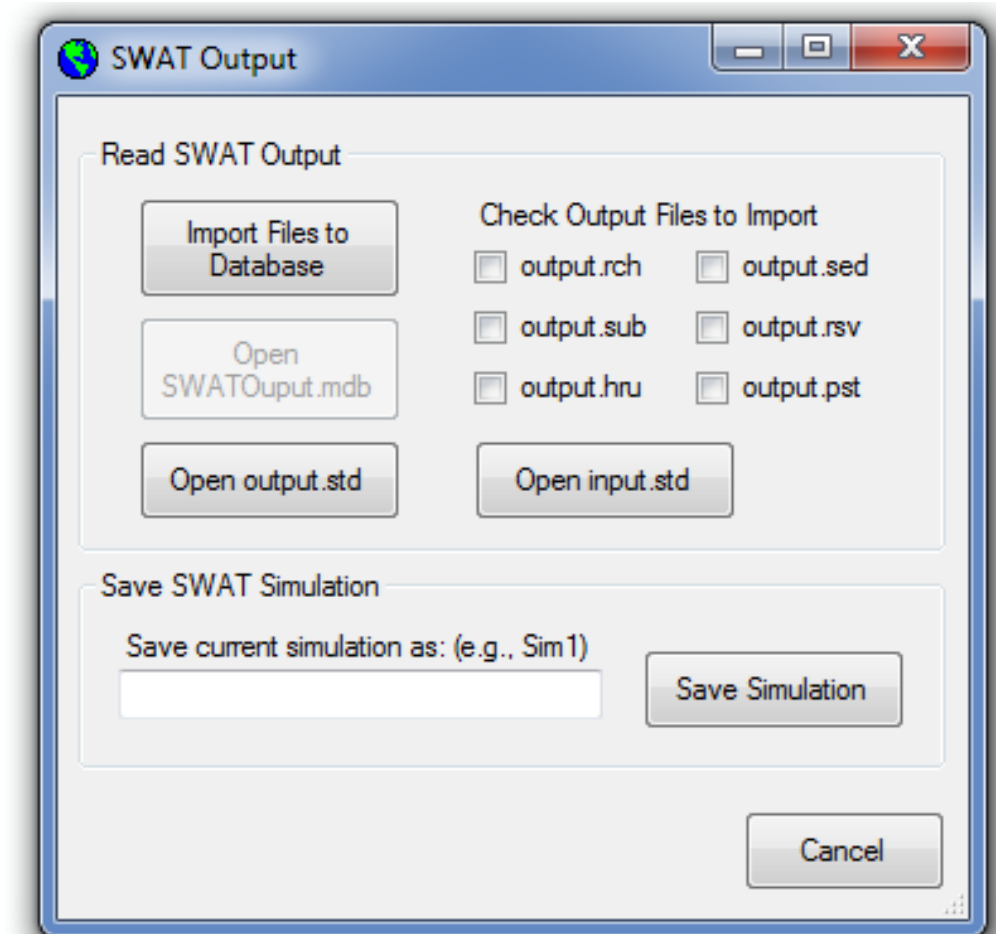 SWAT Output
Read SWAT Output
Import Files to
Database
Check Output Files to Import
output.rch
output.sed
Open
SWATOuput.mdb
output.sub
output.rsv
output.hru
output.pst
Open output.std
Open input.std
Save SWAT Simulation
Save current simulation as: (e.g., Sim1)
Save Simulation
Cancel